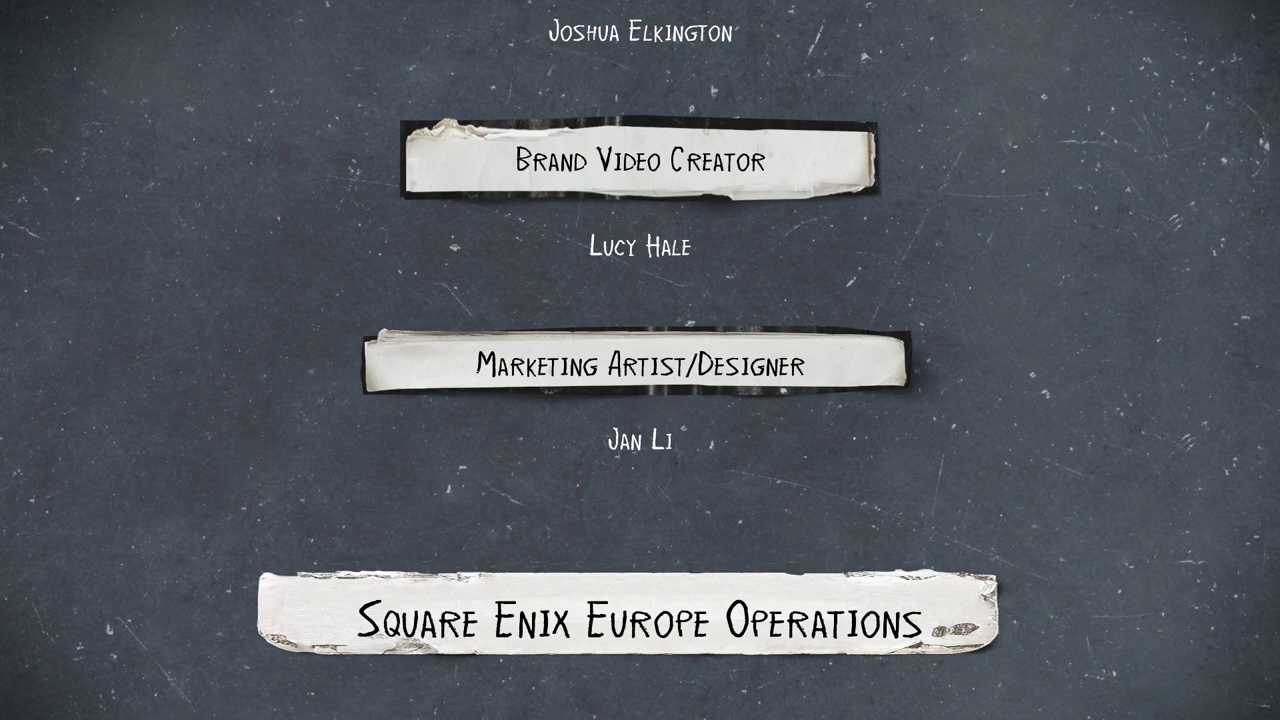 Joshua Elkington
Brand Video Creator
Lucy Hale
Marketing Artist/Designer
Jan Li
Square Enix Europe Operations